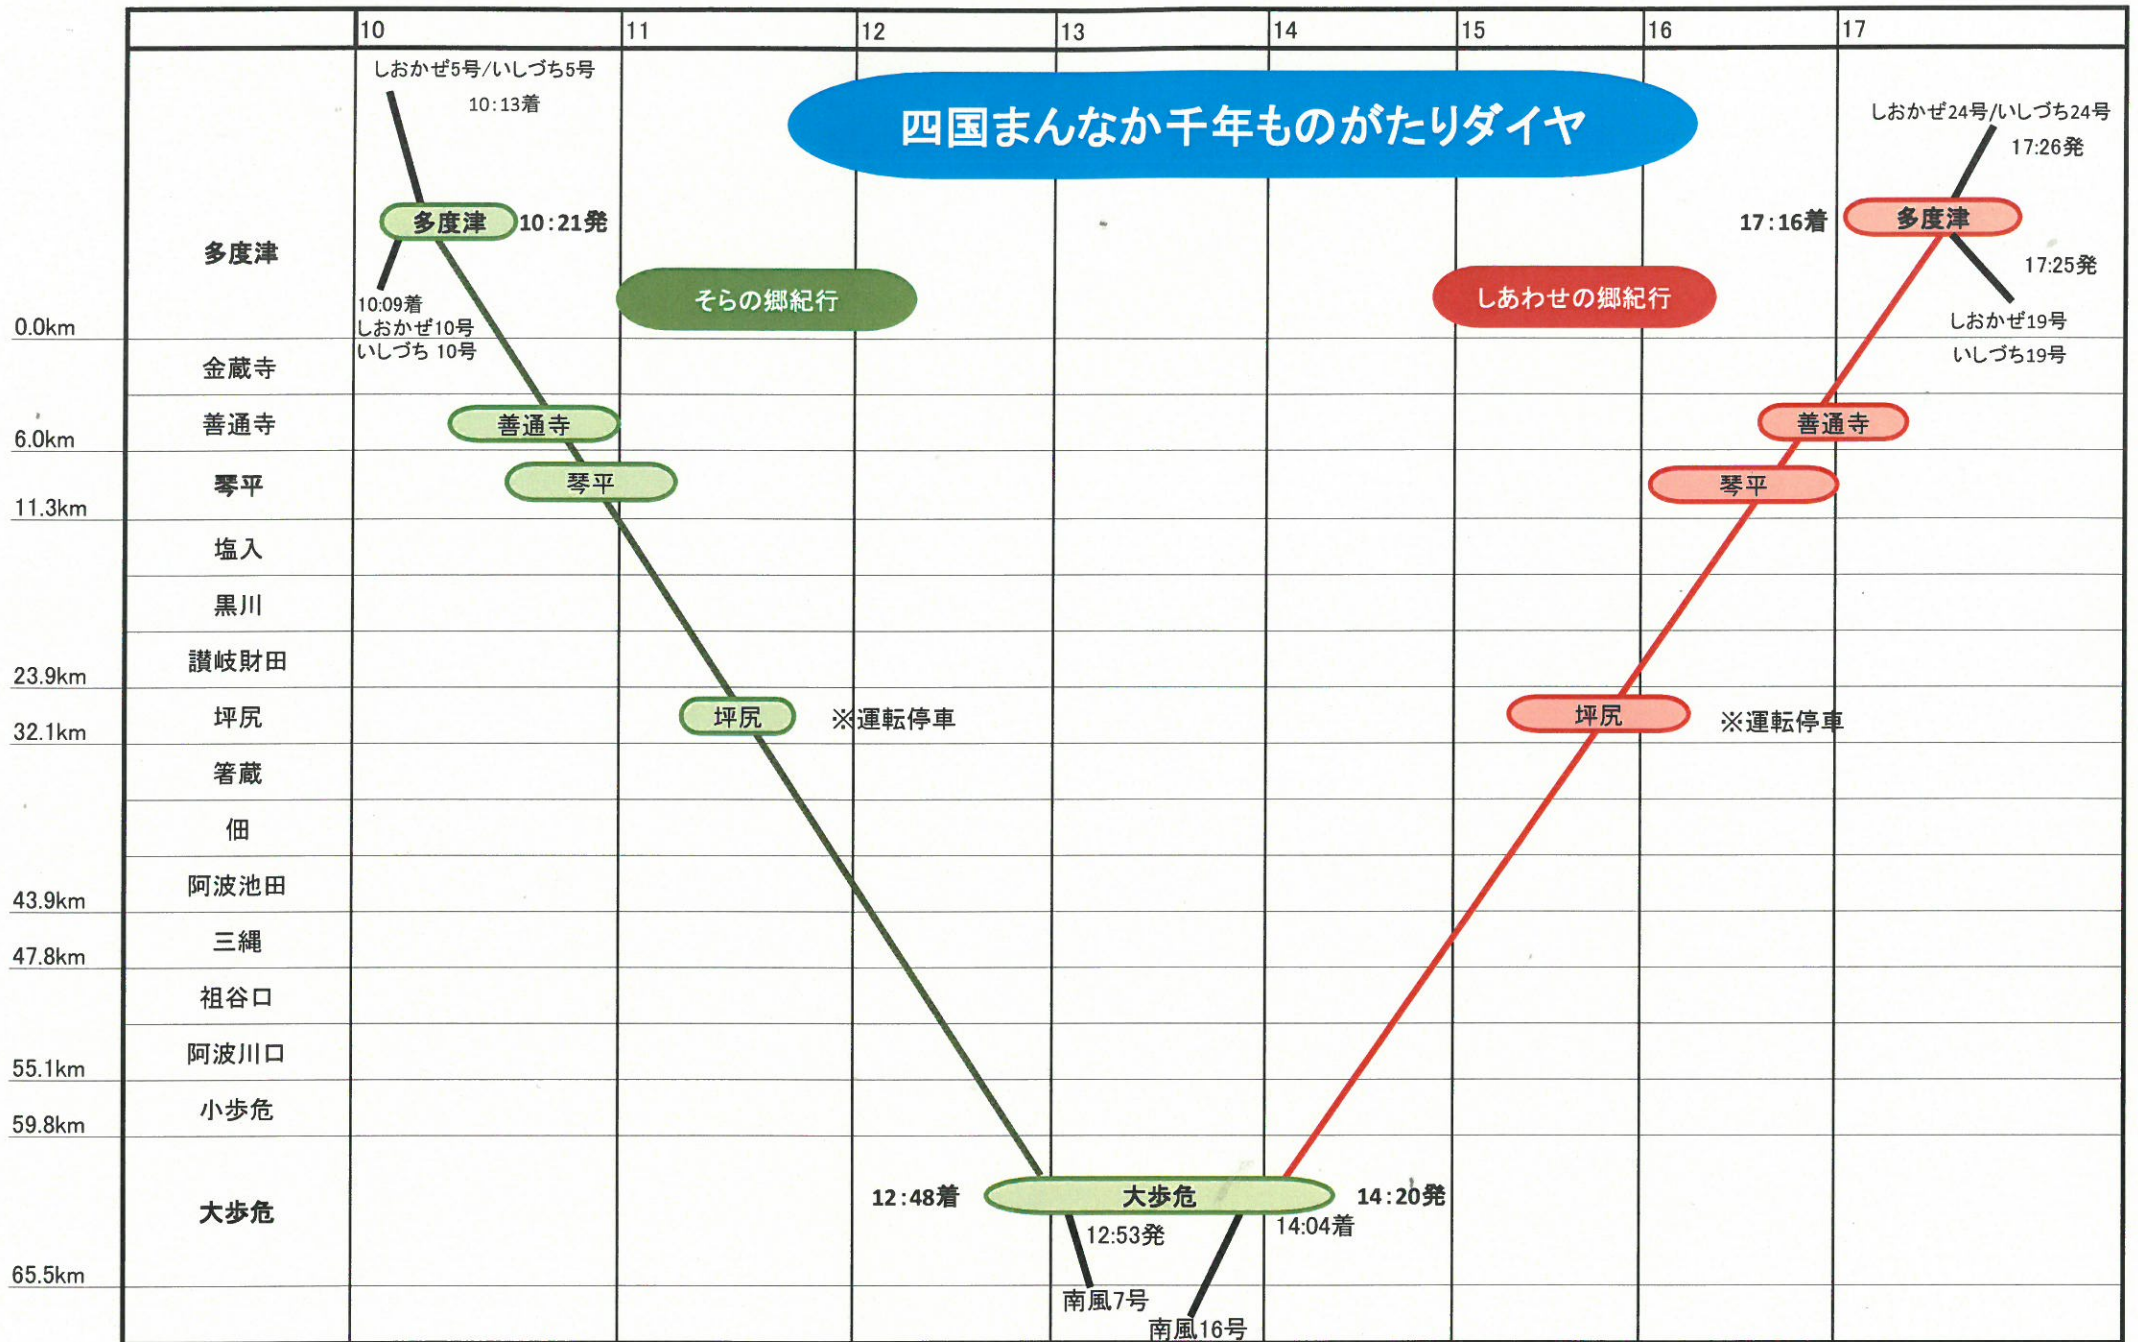 10 11 12 13 14 15 16 17
しおかぜ5号/いしづち5号
10:13着
四国まんなか千年ものがたりダイヤ
しおかぜ24号/いしづち24号
17:26発
多度津 10:21発
17:16着 多度津
多度津
17:25発
10:09着
しおかぜ10号
いしづち 10号
そらの郷紀行
しあわせの郷紀行
しおかぜ19号
いしづち19号
0.0km
金蔵寺
善通寺 善通寺 善通寺
6.0km
琴平 琴平 琴平
11.3km
塩入
黒川
讃岐財田
23.9km
坪尻 坪尻 ※運転停車 坪尻 ※運転停車
32.1km
箸蔵
佃
阿波池田
43.9km
三縄
47.8km
祖谷口
阿波川口
55.1km
小歩危
59.8km
大歩危 12:48着 大歩危 14:20発
12:53発 14:04着
65.5km
南風7号
南風16号